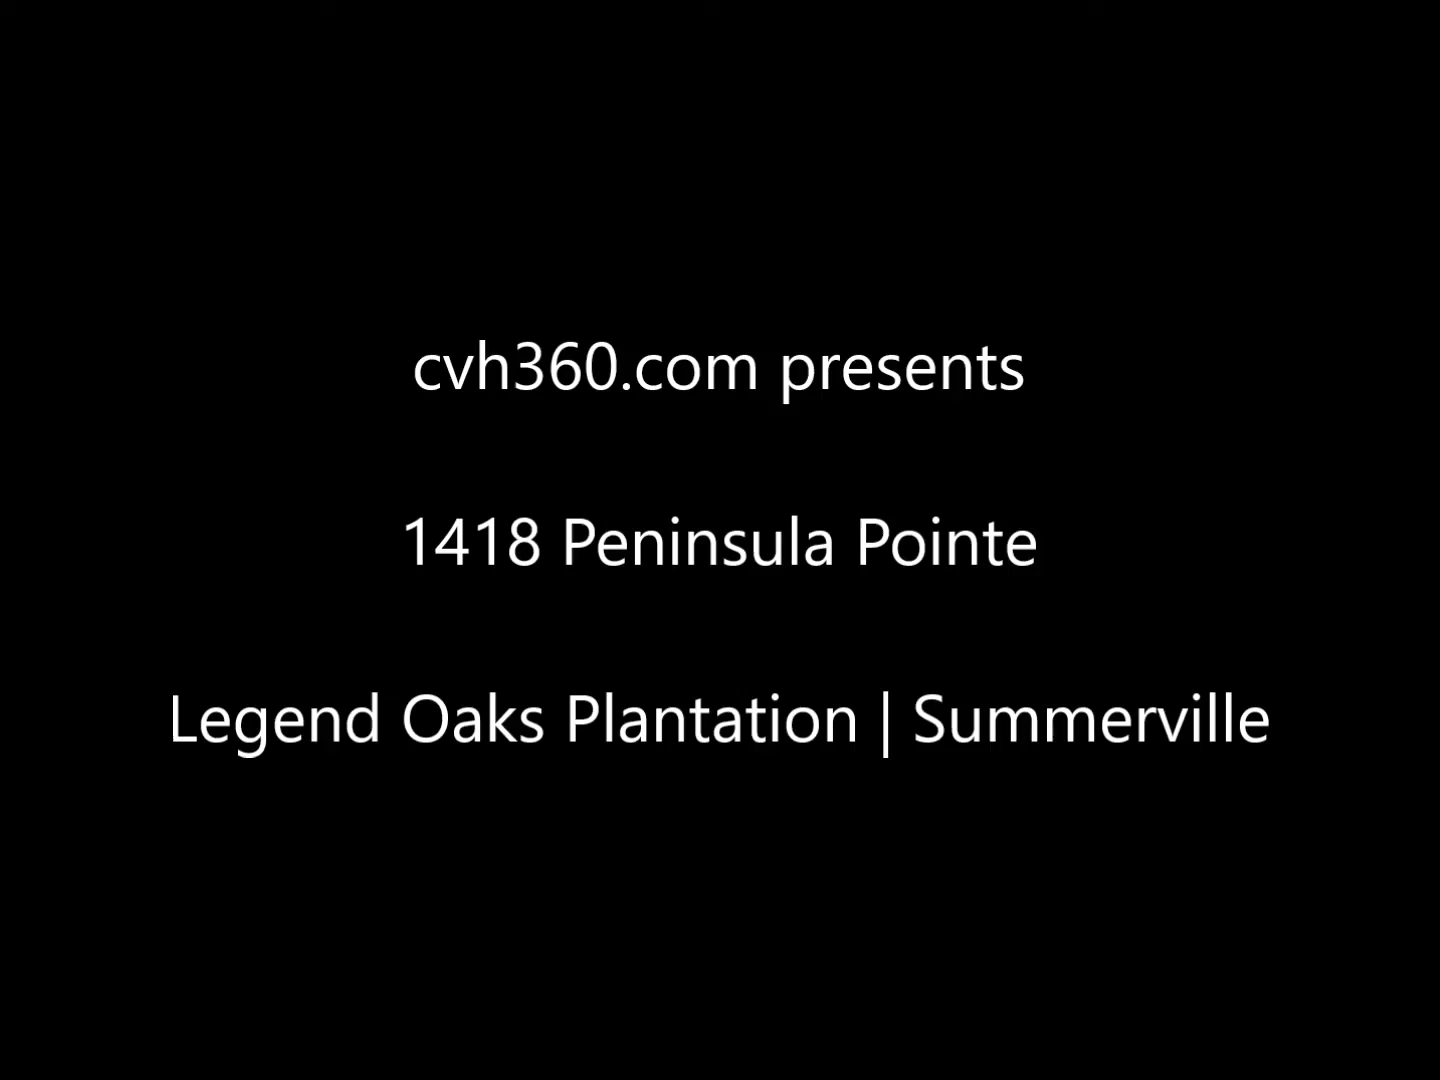 cvh360.com presents
1418 Peninsula Pointe
Legend Oaks Plantation | Summerville